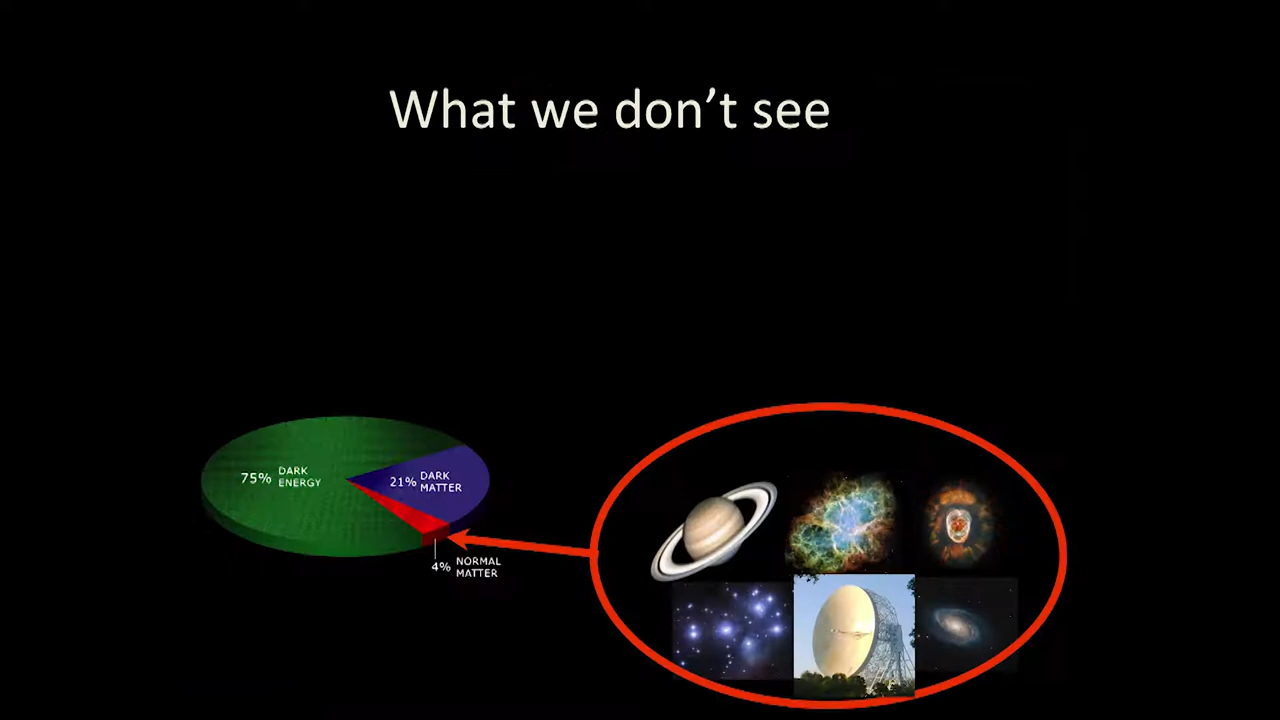 What we don’t see
75% DARK
ENERGY
21% DARK
MATTER
4% NORMAL
MATTER